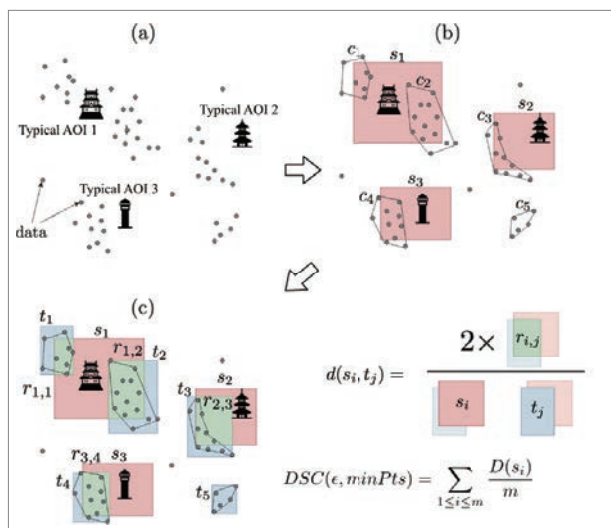 (a)
Typical AOI 1
Typical AOI 2
Typical AOI 3
data
(b)
c₁
s₁
c₂
s₂
c₃
s₃
c₄
c₅
(c)
t₁
s₁
r₁,₂
t₂
r₁,₁
s₂
t₃
r₂,₃
r₃,₄
s₃
t₄
t₅
2× rᵢ,ⱼ
d(sᵢ, tⱼ) =
sᵢ
tⱼ
DSC(ϵ, minPts) = ∑ 1≤i≤m D(sᵢ)/m